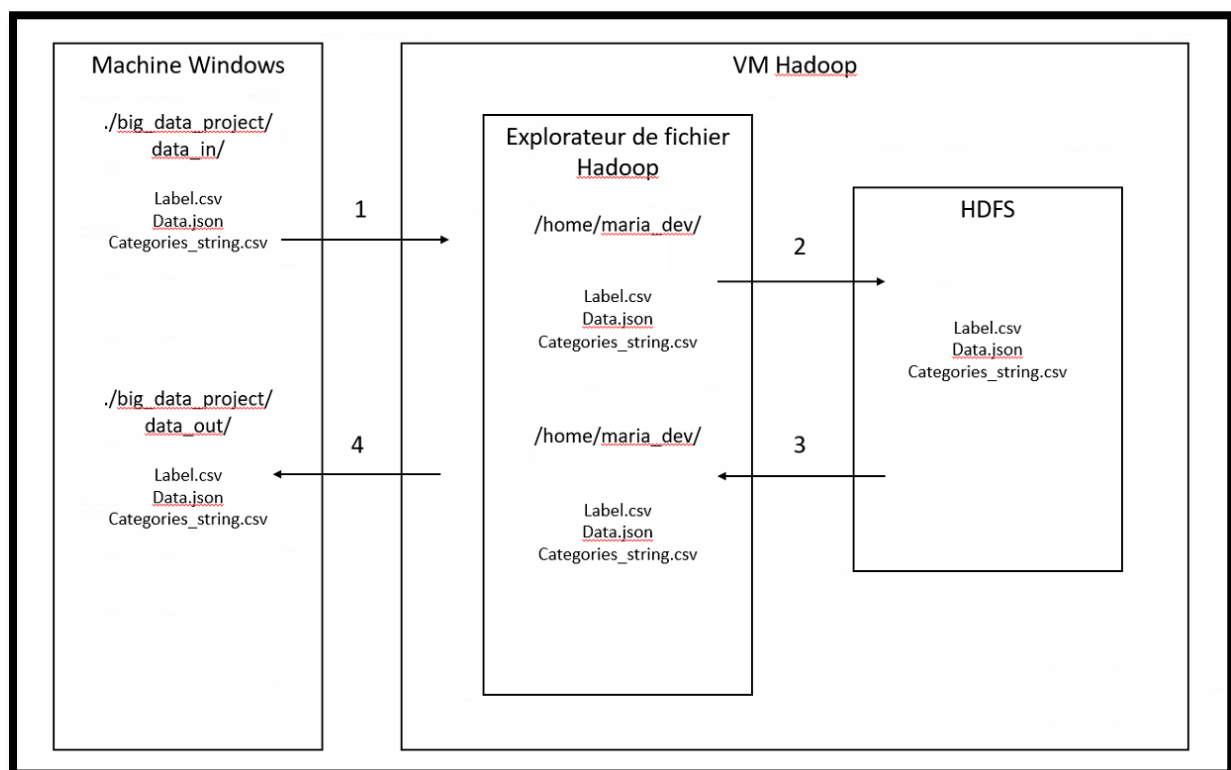 Machine Windows
./big_data_project/
data_in/
Label.csv
Data.json
Categories_string.csv
./big_data_project/
data_out/
Label.csv
Data.json
Categories_string.csv
1
4
VM Hadoop
Explorateur de fichier
Hadoop
/home/maria_dev/
Label.csv
Data.json
Categories_string.csv
/home/maria_dev/
Label.csv
Data.json
Categories_string.csv
2
3
HDFS
Label.csv
Data.json
Categories_string.csv